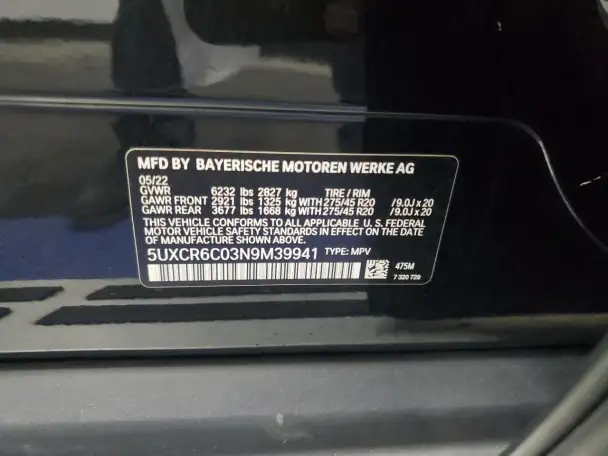 MFD BY BAYERISCHE MOTOREN WERKE AG
05/22
GVWR 6232 lbs 2827 kg TIRE / RIM
GAWR FRONT 2921 lbs 1325 kg WITH 275/45 R20 / 9.0J x 20
GAWR REAR 3677 lbs 1668 kg WITH 275/45 R20 / 9.0J x 20
THIS VEHICLE CONFORMS TO ALL APPLICABLE U. S. FEDERAL
MOTOR VEHICLE SAFETY STANDARDS IN EFFECT ON THE
DATE OF MANUFACTURE SHOWN ABOVE.
5UXCR6C03N9M39941 TYPE: MPV
475M
7 320 729